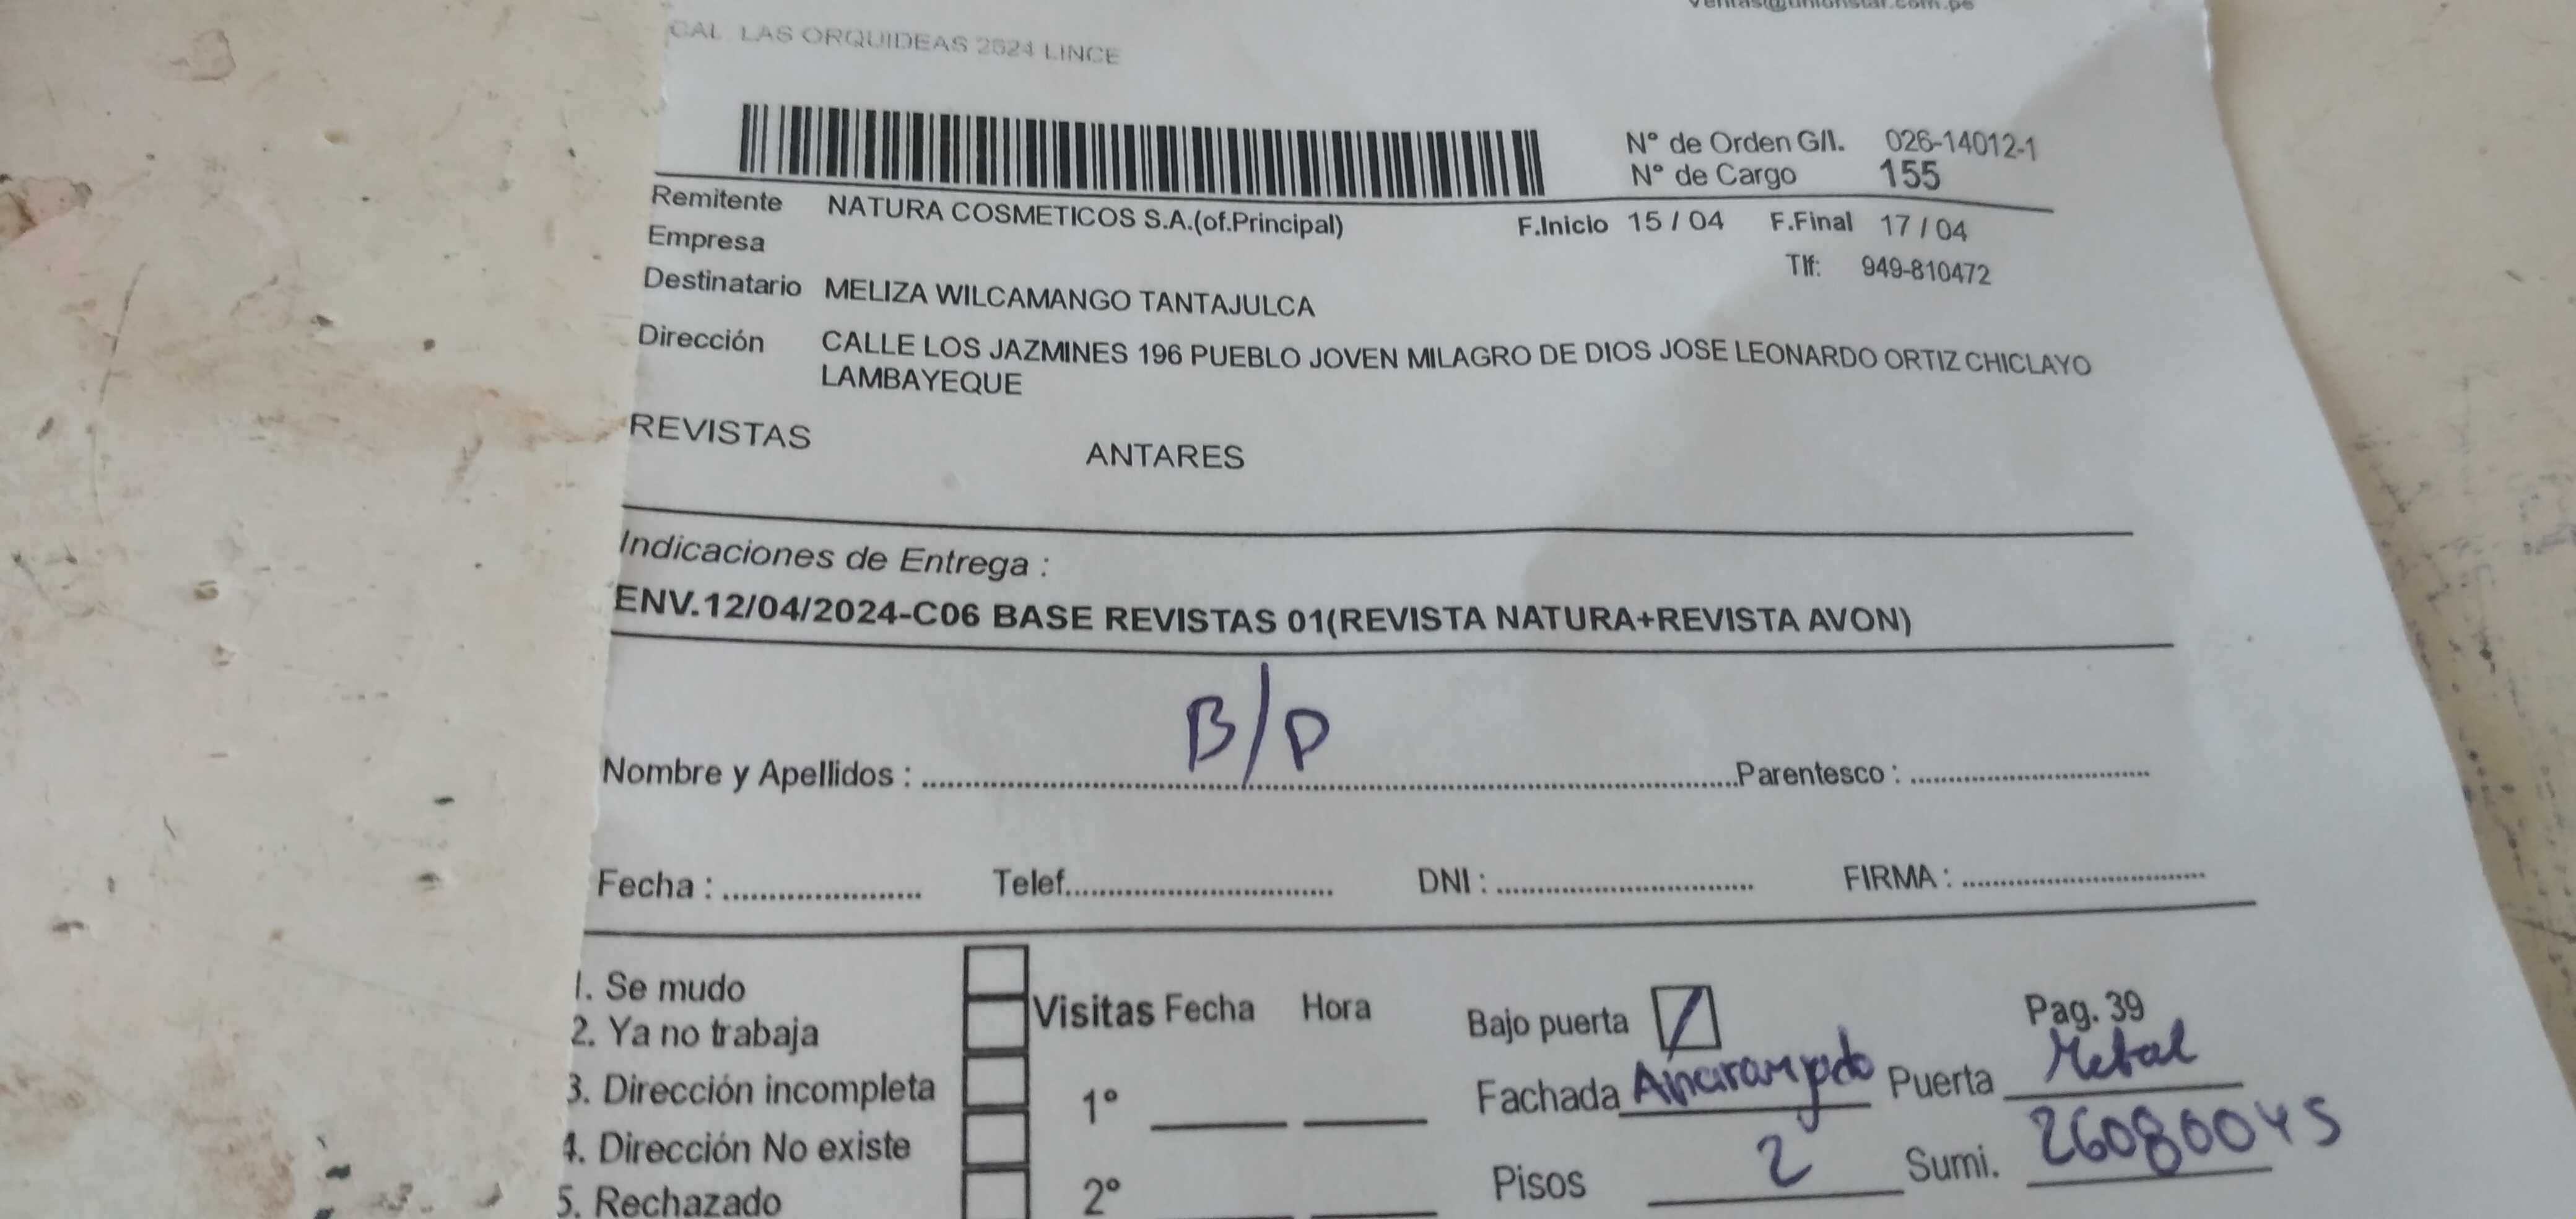 ventas@unionstar.com.pe
CAL LAS ORQUIDEAS 2624 LINCE
N° de Orden G/I. 026-14012-1
N° de Cargo 155
Remitente NATURA COSMETICOS S.A.(of.Principal) F.Inicio 15 / 04 F.Final 17 / 04
Empresa Tlf: 949-810472
Destinatario MELIZA WILCAMANGO TANTAJULCA
Dirección CALLE LOS JAZMINES 196 PUEBLO JOVEN MILAGRO DE DIOS JOSE LEONARDO ORTIZ CHICLAYO
LAMBAYEQUE
REVISTAS ANTARES
Indicaciones de Entrega :
ENV.12/04/2024-C06 BASE REVISTAS 01(REVISTA NATURA+REVISTA AVON)
B/P
Nombre y Apellidos : Parentesco :
Fecha : Telef. DNI : FIRMA :
1. Se mudo
2. Ya no trabaja
3. Dirección incompleta
4. Dirección No existe
5. Rechazado
Visitas Fecha Hora
1°
2°
Bajo puerta Pag. 39
Fachada Puerta Metal
Pisos 2 Sumi. 26080045